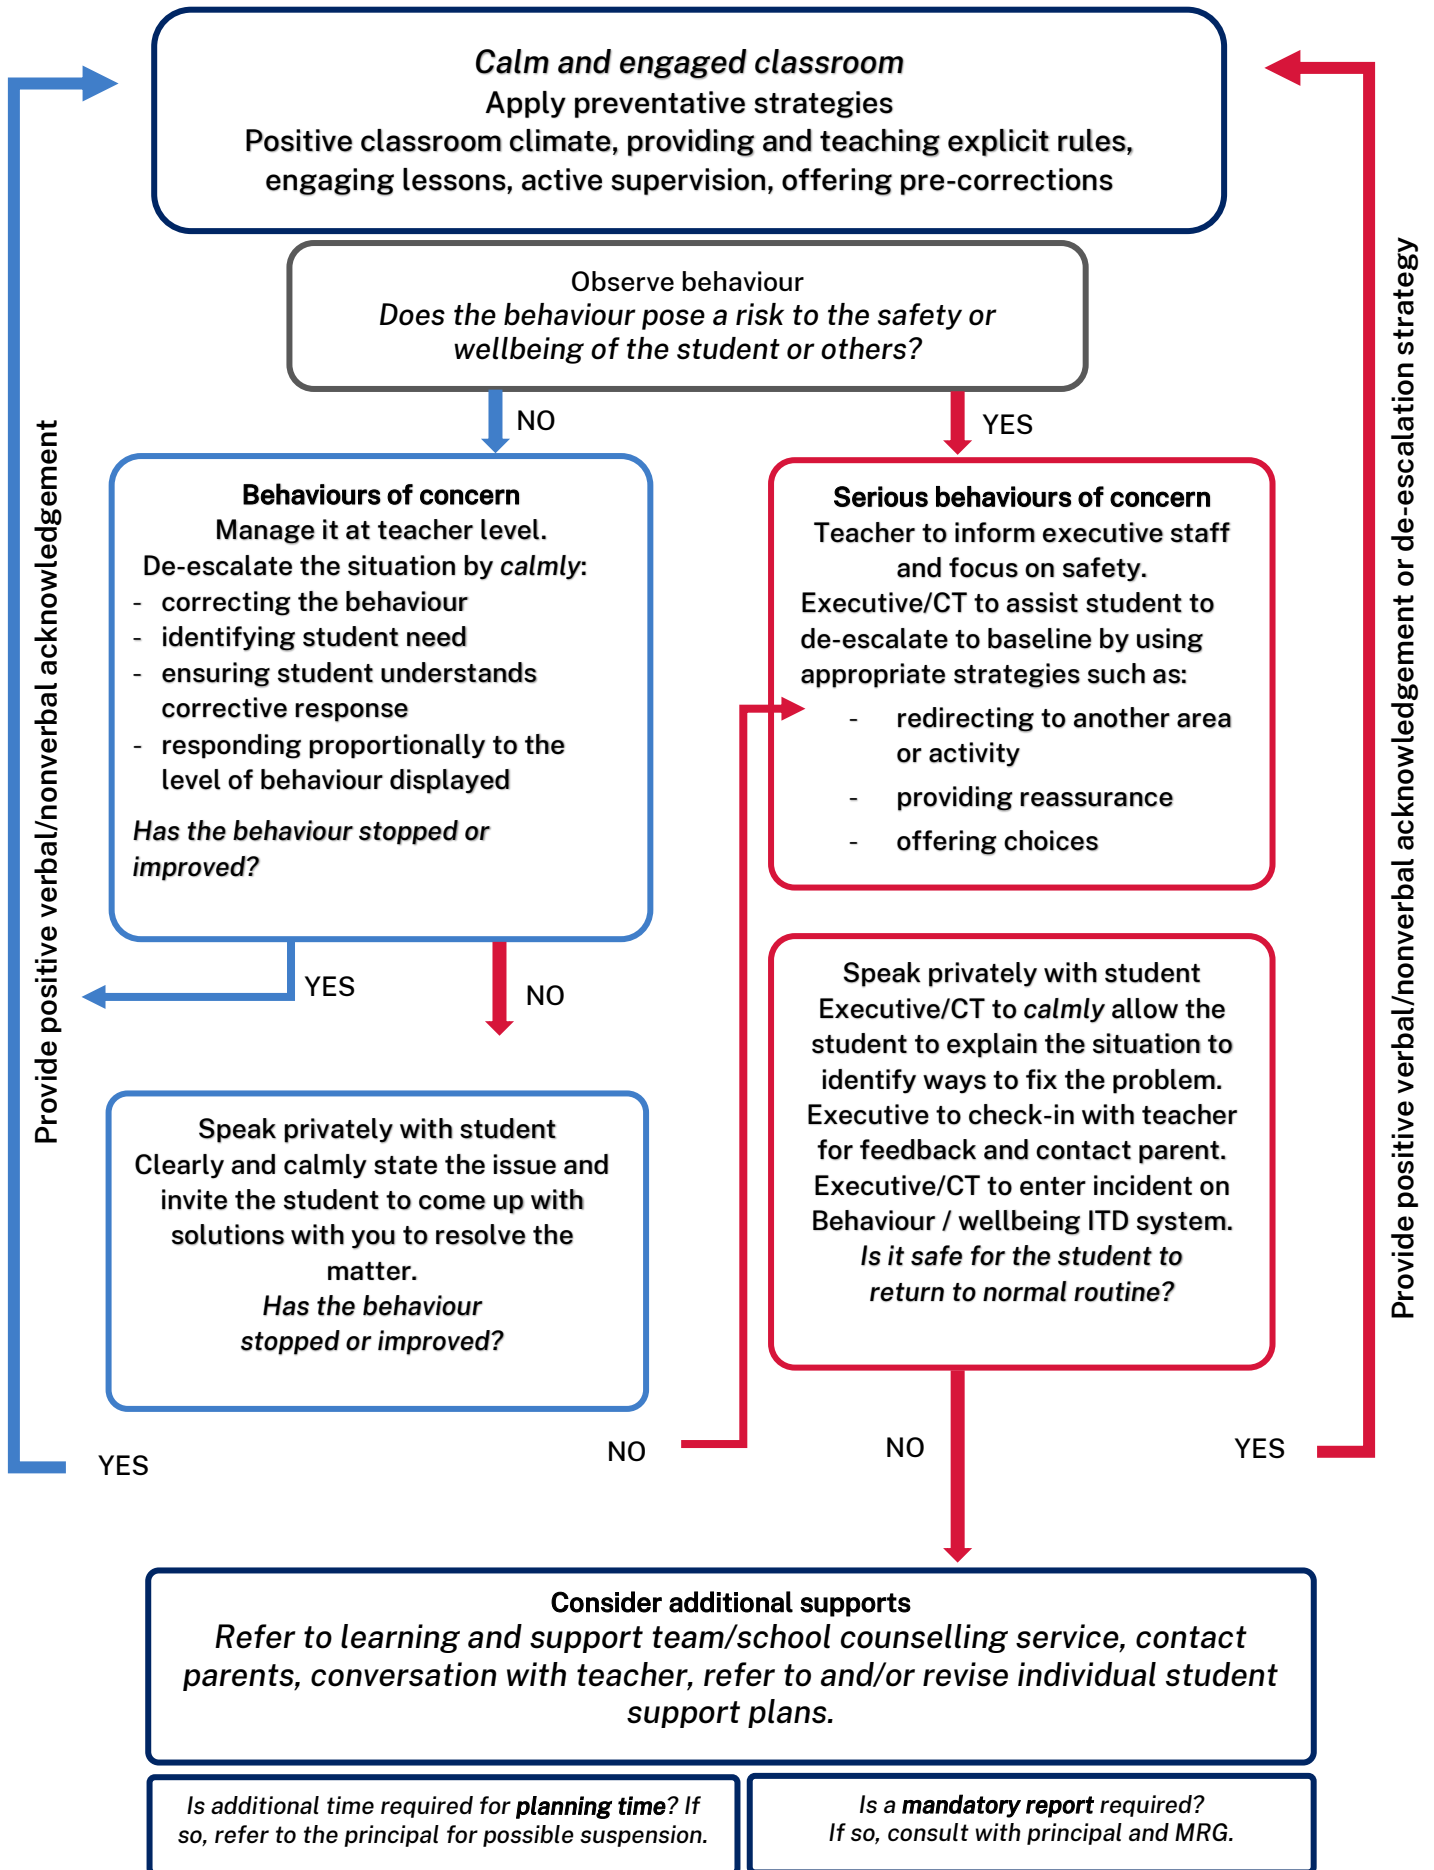 Calm and engaged classroom
Apply preventative strategies
Positive classroom climate, providing and teaching explicit rules,
engaging lessons, active supervision, offering pre-corrections
Observe behaviour
Does the behaviour pose a risk to the safety or
wellbeing of the student or others?
NO
YES
Provide positive verbal/nonverbal acknowledgement
Behaviours of concern
Manage it at teacher level.
De-escalate the situation by calmly:
- correcting the behaviour
- identifying student need
- ensuring student understands
corrective response
- responding proportionally to the
level of behaviour displayed
Has the behaviour stopped or
improved?
YES
NO
Speak privately with student
Clearly and calmly state the issue and
invite the student to come up with
solutions with you to resolve the
matter.
Has the behaviour
stopped or improved?
YES
NO
Serious behaviours of concern
Teacher to inform executive staff
and focus on safety.
Executive/CT to assist student to
de-escalate to baseline by using
appropriate strategies such as:
- redirecting to another area
or activity
- providing reassurance
- offering choices
Speak privately with student
Executive/CT to calmly allow the
student to explain the situation to
identify ways to fix the problem.
Executive to check-in with teacher
for feedback and contact parent.
Executive/CT to enter incident on
Behaviour / wellbeing ITD system.
Is it safe for the student to
return to normal routine?
NO
YES
Provide positive verbal/nonverbal acknowledgement or de-escalation strategy
Consider additional supports
Refer to learning and support team/school counselling service, contact
parents, conversation with teacher, refer to and/or revise individual student
support plans.
Is additional time required for planning time? If
so, refer to the principal for possible suspension.
Is a mandatory report required?
If so, consult with principal and MRG.